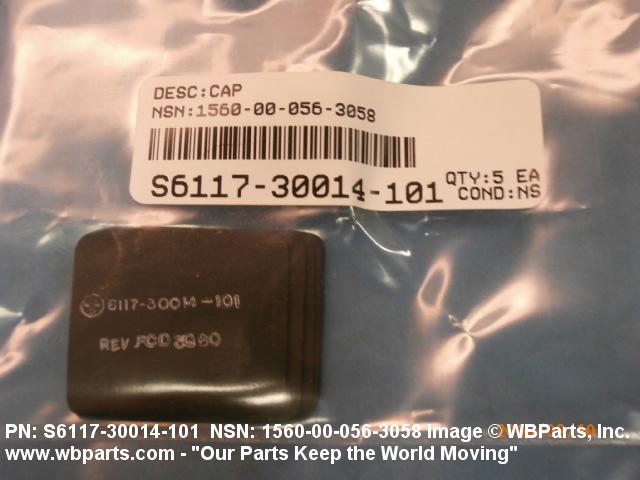 DESC:CAP
NSN:1560-00-056-3058
S6117-30014-101
QTY:5 EA
COND:NS
6117-30014-101
REV
PN: S6117-30014-101 NSN: 1560-00-056-3058 Image © WBParts, Inc.
www.wbparts.com - "Our Parts Keep the World Moving"